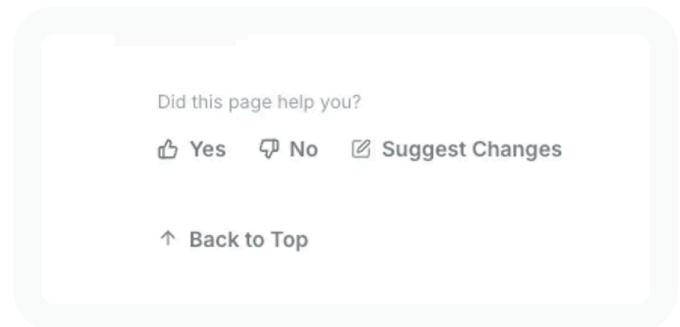 Did this page help you?
Yes No Suggest Changes
Back to Top